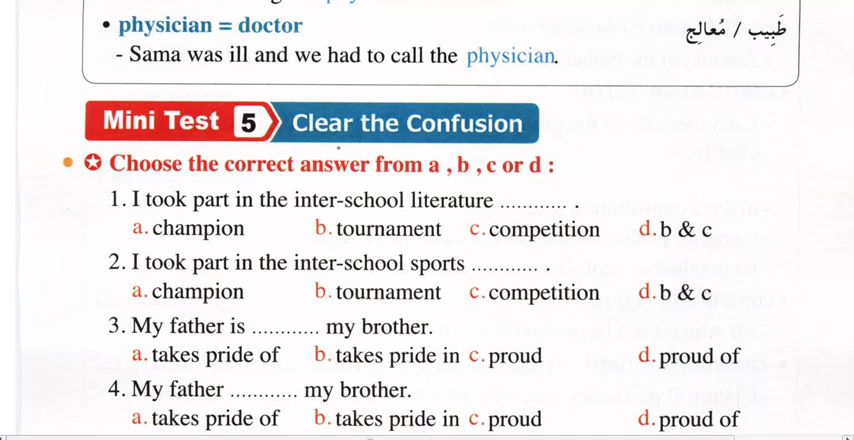 • physician = doctor طَبِيب / مُعالِج
- Sama was ill and we had to call the physician.
Mini Test 5 Clear the Confusion
Choose the correct answer from a , b , c or d :
1. I took part in the inter-school literature ............ .
a. champion b. tournament c. competition d. b & c
2. I took part in the inter-school sports ............ .
a. champion b. tournament c. competition d. b & c
3. My father is ............ my brother.
a. takes pride of b. takes pride in c. proud d. proud of
4. My father ............ my brother.
a. takes pride of b. takes pride in c. proud d. proud of